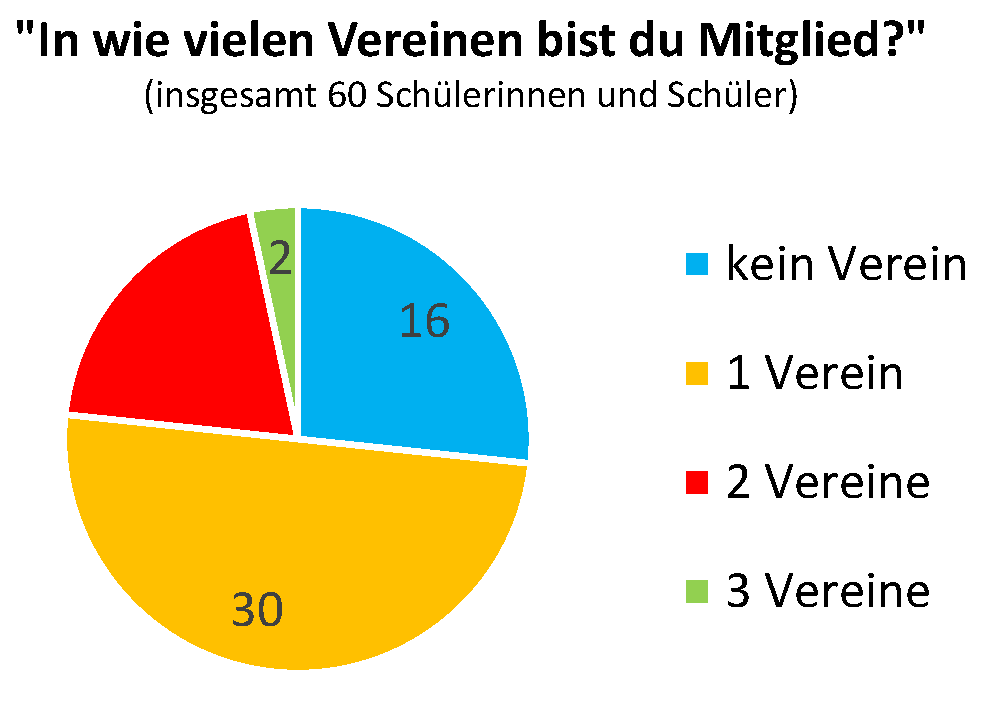 "In wie vielen Vereinen bist du Mitglied?"
(insgesamt 60 Schülerinnen und Schüler)
2
16
30
kein Verein
1 Verein
2 Vereine
3 Vereine